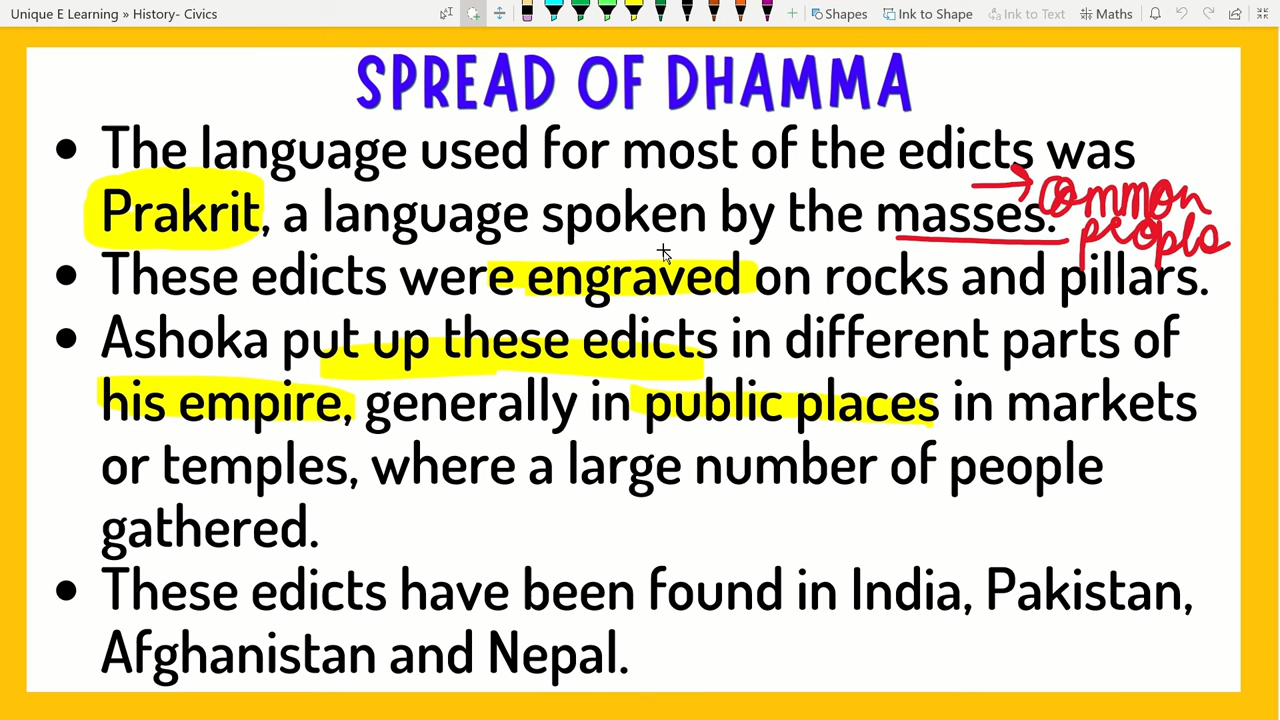 Unique E Learning » History- Civics
Shapes Ink to Shape Ink to Text Maths
SPREAD OF DHAMMA
• The language used for most of the edicts was
Prakrit, a language spoken by the masses. → common
people
• These edicts were engraved on rocks and pillars.
• Ashoka put up these edicts in different parts of
his empire, generally in public places in markets
or temples, where a large number of people
gathered.
• These edicts have been found in India, Pakistan,
Afghanistan and Nepal.